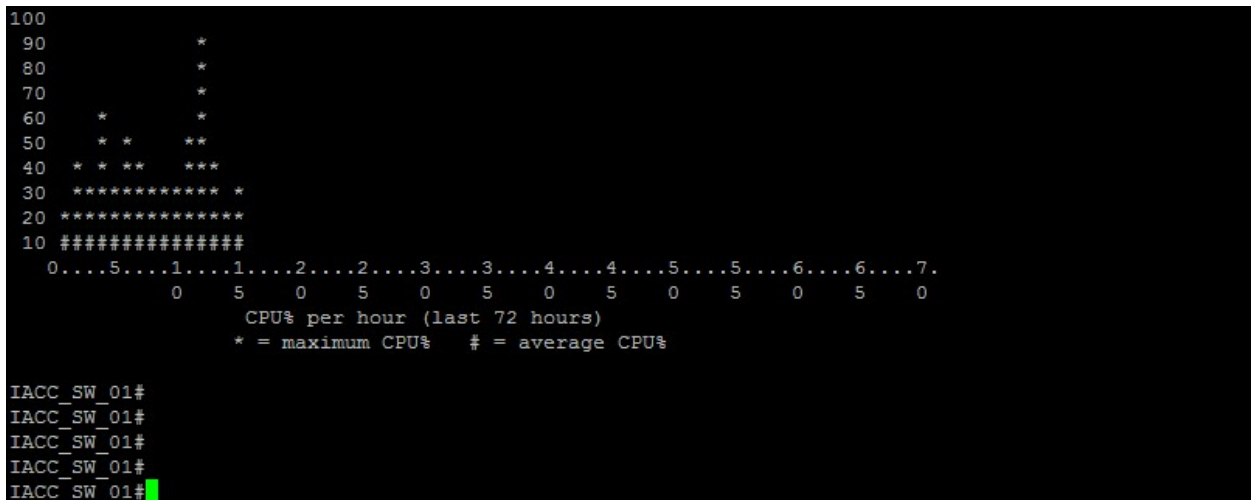 100
 90            *
 80            *
 70            *
 60    *       *
 50    * *    **
 40  * * **   ***
 30  ************ *
 20 ***************
 10 ###############
   0....5....1....1....2....2....3....3....4....4....5....5....6....6....7.
             0    5    0    5    0    5    0    5    0    5    0    5    0
                   CPU% per hour (last 72 hours)
                  * = maximum CPU%   # = average CPU%
IACC_SW_01#
IACC_SW_01#
IACC_SW_01#
IACC_SW_01#
IACC_SW_01#